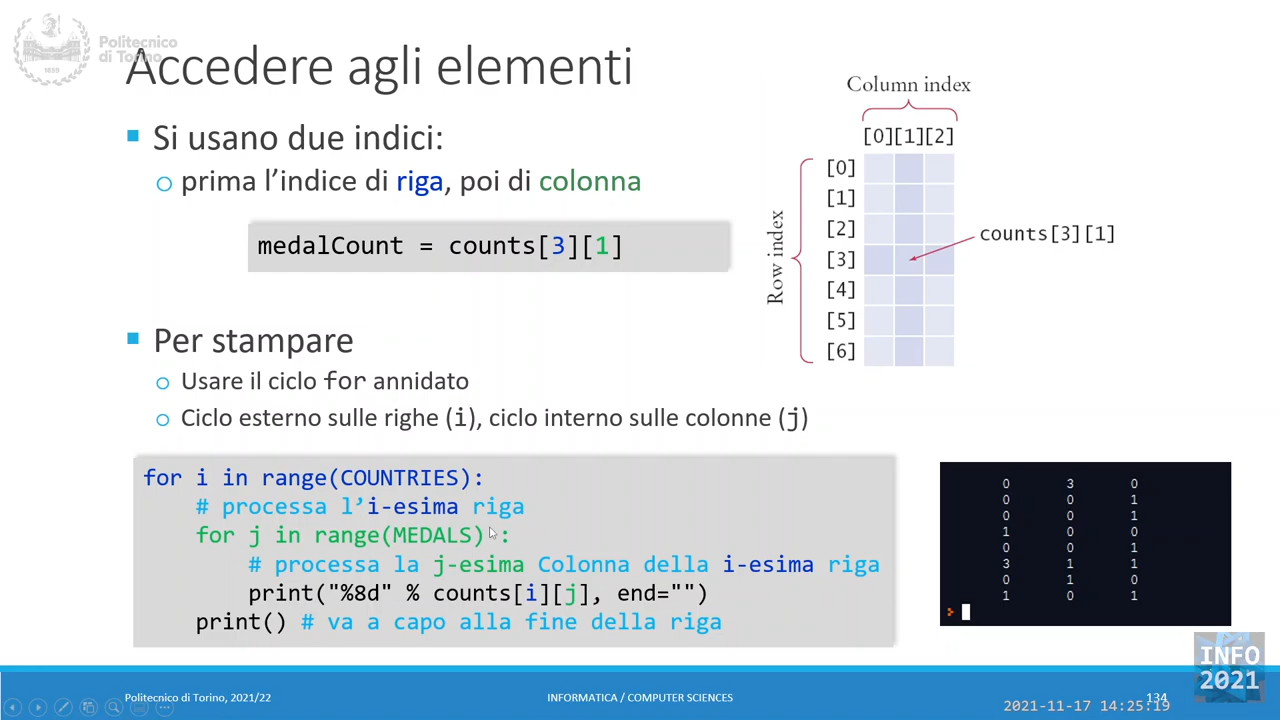 Politecnico
di Torino
1859
Accedere agli elementi
Si usano due indici:
prima l’indice di riga, poi di colonna
medalCount = counts[3][1]
Column index
[0][1][2]
Row index
[0]
[1]
[2]
[3]
[4]
[5]
[6]
counts[3][1]
Per stampare
Usare il ciclo for annidato
Ciclo esterno sulle righe (i), ciclo interno sulle colonne (j)
for i in range(COUNTRIES):
# processa l’i-esima riga
for j in range(MEDALS) :
# processa la j-esima Colonna della i-esima riga
print("%8d" % counts[i][j], end="")
print() # va a capo alla fine della riga
0 3 0
0 0 1
0 0 1
1 0 0
0 0 1
3 1 1
0 1 0
1 0 1
>
Politecnico di Torino, 2021/22
INFORMATICA / COMPUTER SCIENCES
134
INFO
2021
2021-11-17 14:25:19